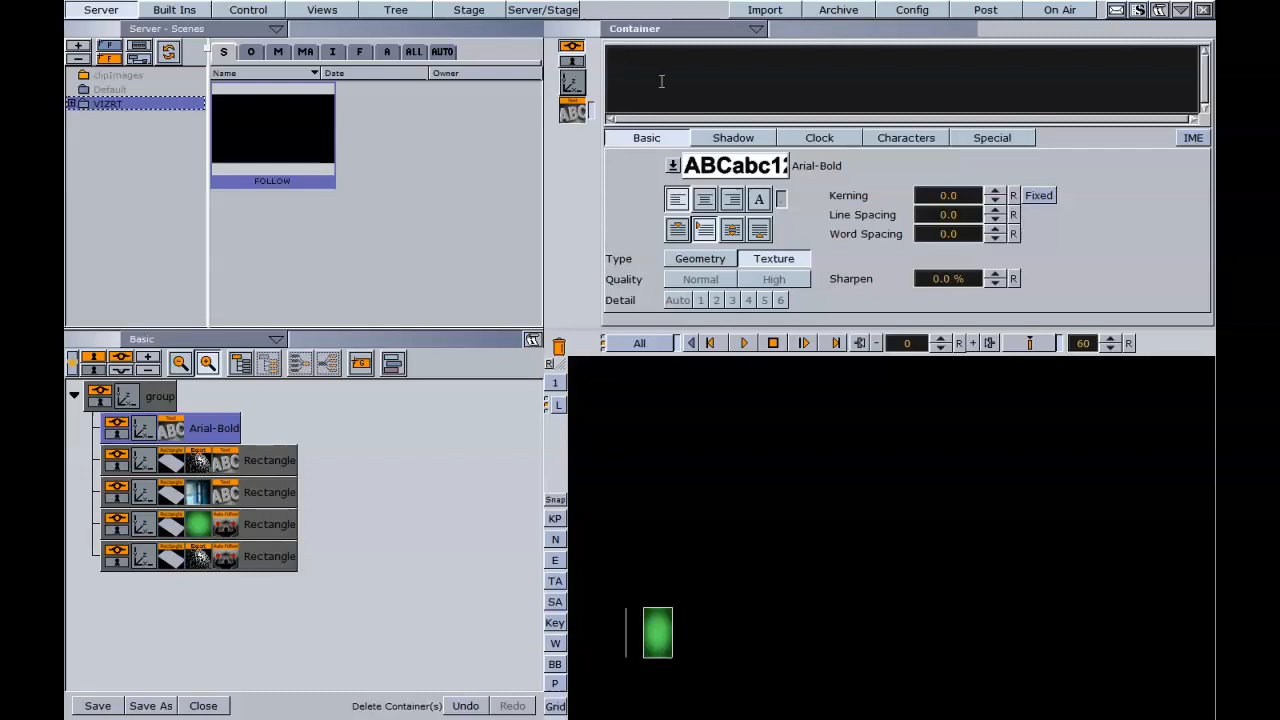 Server Built Ins Control Views Tree Stage Server/Stage Import Archive Config Post On Air
Server - Scenes
Container
S O M MA I F A ALL AUTO
Name Date Owner
clipImages
Default
VIZRT
FOLLOW
Basic Shadow Clock Characters Special IME
ABCabc12 Arial-Bold
Kerning 0.0 R Fixed
Line Spacing 0.0 R
Word Spacing 0.0 R
Type Geometry Texture
Quality Normal High Sharpen 0.0 % R
Detail Auto 1 2 3 4 5 6
Basic
All 0 R 60 R
R
1
L
group
Arial-Bold
Rectangle
Rectangle
Rectangle
Rectangle
Snap
KP
N
E
TA
SA
Key
W
BB
P
Grid
Save Save As Close Delete Container(s) Undo Redo